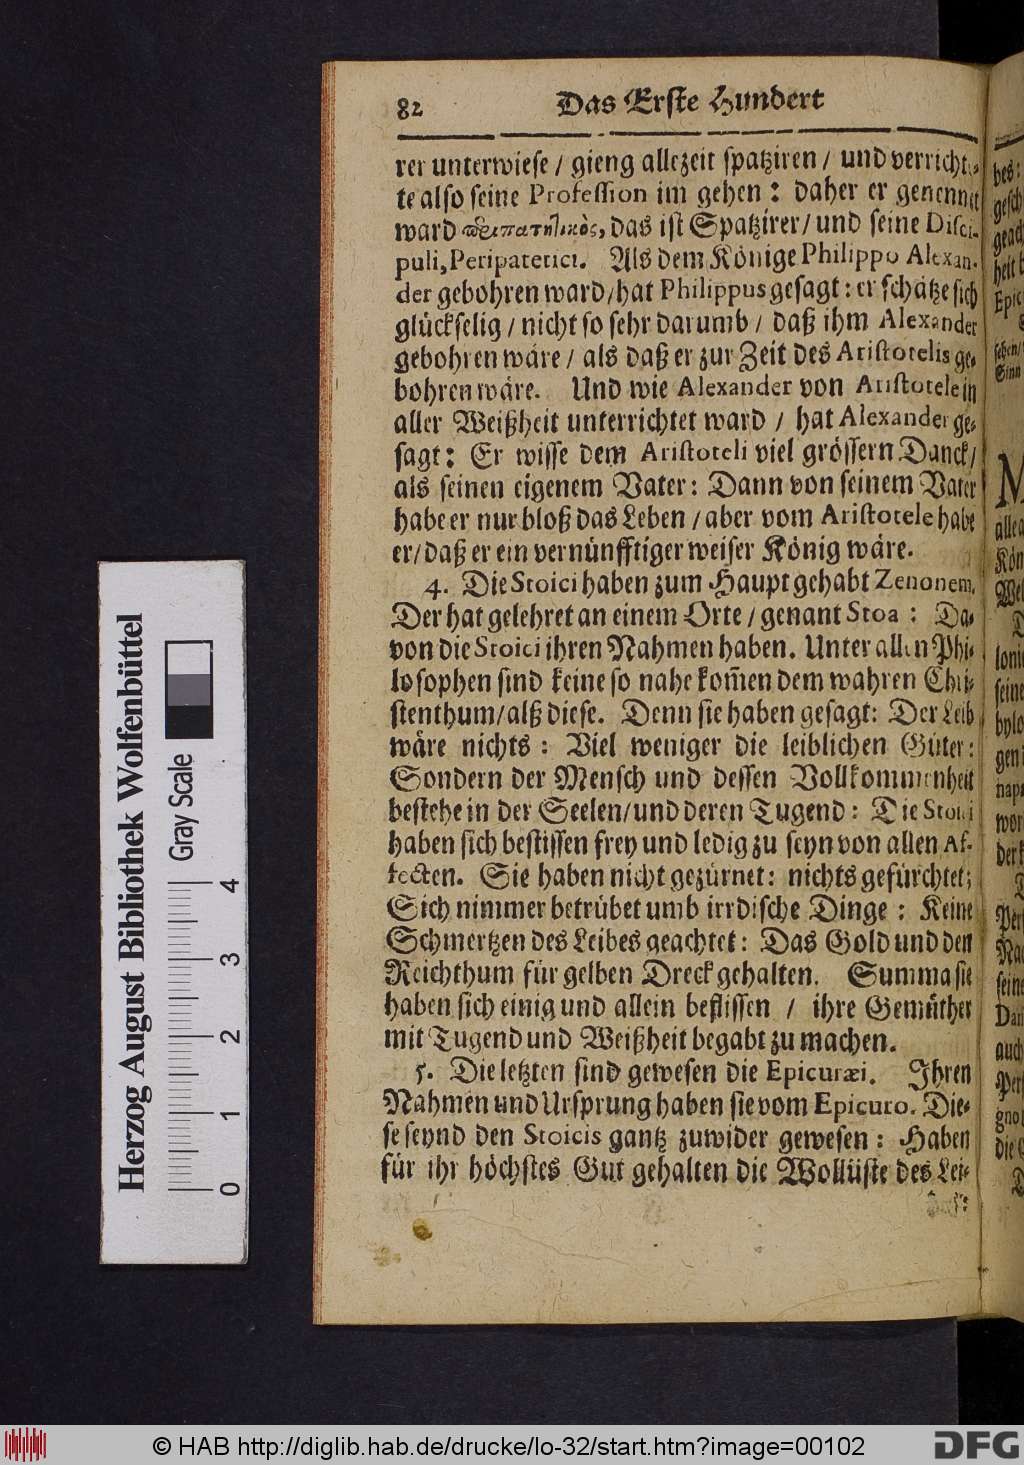 82 Das Erste Hundert
rer unterwiese / gieng allezeit spatziren / und verrichte-
te also seine Profession im gehen: daher er genennet
ward περιπατητικὸς, das ist Spatzirer / und seine Disci-
puli, Peripatetici. Als dem Könige Philippo Alexan-
der gebohren ward / hat Philippus gesagt: er schätze sich
glückselig / nicht so sehr darumb / daß ihm Alexander
gebohren wäre / als daß er zur Zeit des Aristotelis ge-
bohren wäre. Und wie Alexander von Aristotele in
aller Weißheit unterrichtet ward / hat Alexander ge-
sagt: Er wisse dem Aristoteli viel grössern Danck /
als seinen eigenem Vater: Dann von seinem Vater
habe er nur bloß das Leben / aber vom Aristotele habe
er / daß er ein vernünfftiger weiser König wäre.
4. Die Stoici haben zum Haupt gehabt Zenonem.
Der hat gelehret an einem Orte / genant Stoa: Da-
von die Stoici ihren Nahmen haben. Unter allen Phi-
losophen sind keine so nahe kom̃en dem wahren Chri-
stenthum / alß diese. Denn sie haben gesagt: Der Leib
wäre nichts: Viel weniger die leiblichen Güter:
Sondern der Mensch und dessen Vollkommenheit
bestehe in der Seelen / und deren Tugend: Die Stoici
haben sich beflissen frey und ledig zu seyn von allen Af-
fecten. Sie haben nicht gezürnet: nichts gefürchtet;
Sich nimmer betrübet umb irrdische Dinge: Keine
Schmertzen des Leibes geachtet: Das Gold und den
Reichthum für gelben Dreck gehalten. Summa sie
haben sich einig und allein beflissen / ihre Gemüther
mit Tugend und Weißheit begabt zu machen.
5. Die letzten sind gewesen die Epicuræi. Ihren
Nahmen und Ursprung haben sie vom Epicuro. Die-
se seynd den Stoicis gantz zuwider gewesen: Haben
für ihr höchstes Gut gehalten die Wollüste des Lei-
Herzog August Bibliothek Wolfenbüttel
Gray Scale
0 1 2 3 4
© HAB http://diglib.hab.de/drucke/lo-32/start.htm?image=00102
DFG